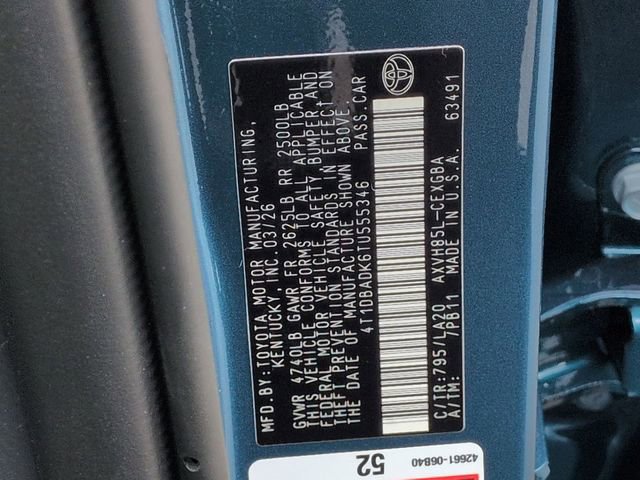 MFD.BY:TOYOTA MOTOR MANUFACTURING,
KENTUCKY, INC. 03/26
GVWR 4740LB GAWR FR 2625LB RR 2500LB
THIS VEHICLE CONFORMS TO ALL APPLICABLE
FEDERAL MOTOR VEHICLE SAFETY, BUMPER, AND
THEFT PREVENTION STANDARDS IN EFFECT ON
THE DATE OF MANUFACTURE SHOWN ABOVE.
4T1DBADK6TU555346 PASS.CAR
C/TR:795/LA20 AXVH85L-CEXGBA
A/TM: /PB11 MADE IN U.S.A. 63491
52
42661-06840